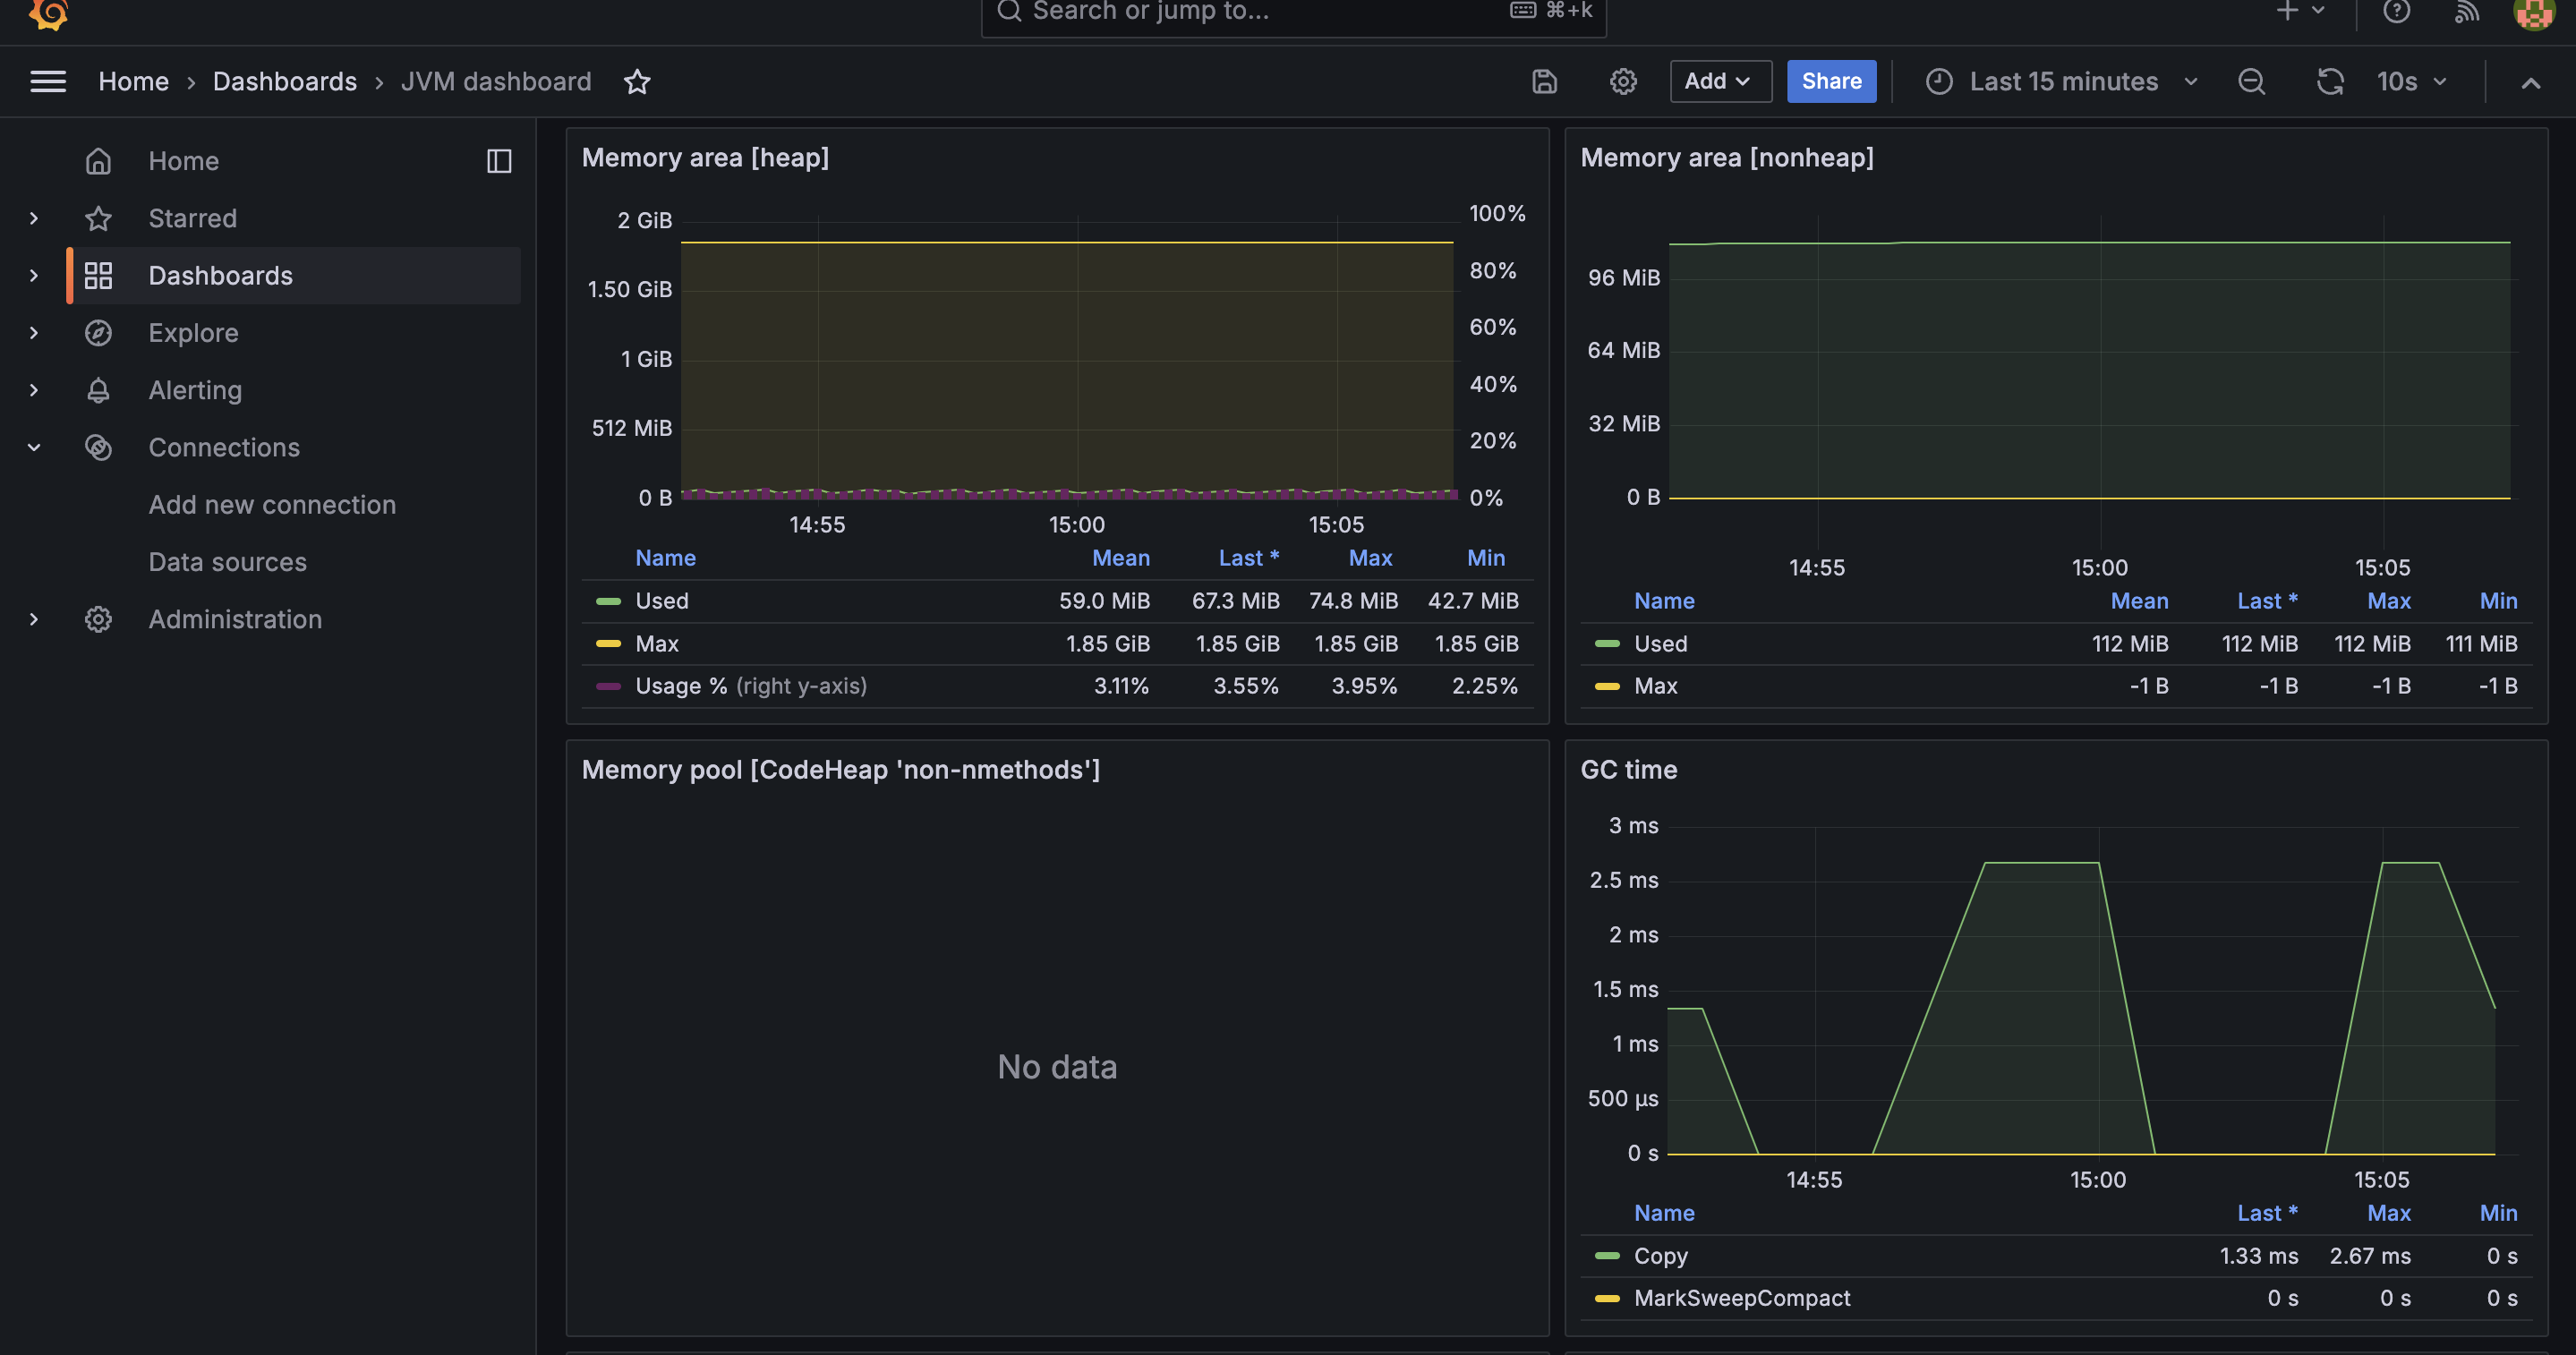 Search or jump to... ⌘+k
Home › Dashboards › JVM dashboard Add Share Last 15 minutes 10s
Home
Starred
Dashboards
Explore
Alerting
Connections
Add new connection
Data sources
Administration
Memory area [heap]
2 GiB
1.50 GiB
1 GiB
512 MiB
0 B
100%
80%
60%
40%
20%
0%
14:55 15:00 15:05
Name Mean Last * Max Min
Used 59.0 MiB 67.3 MiB 74.8 MiB 42.7 MiB
Max 1.85 GiB 1.85 GiB 1.85 GiB 1.85 GiB
Usage % (right y-axis) 3.11% 3.55% 3.95% 2.25%
Memory area [nonheap]
96 MiB
64 MiB
32 MiB
0 B
14:55 15:00 15:05
Name Mean Last * Max Min
Used 112 MiB 112 MiB 112 MiB 111 MiB
Max -1 B -1 B -1 B -1 B
Memory pool [CodeHeap 'non-nmethods']
No data
GC time
3 ms
2.5 ms
2 ms
1.5 ms
1 ms
500 µs
0 s
14:55 15:00 15:05
Name Last * Max Min
Copy 1.33 ms 2.67 ms 0 s
MarkSweepCompact 0 s 0 s 0 s